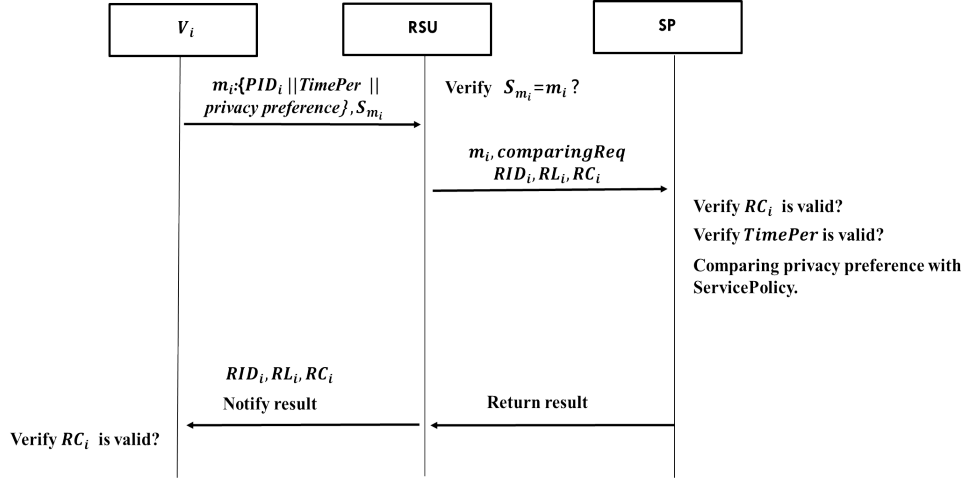 V_i
RSU
SP
m_i:{PID_i ||TimePer ||
privacy preference},S_{m_i}
Verify S_{m_i}=m_i ?
m_i,comparingReq
RID_i,RL_i,RC_i
Verify RC_i is valid?
Verify TimePer is valid?
Comparing privacy preference with
ServicePolicy.
RID_i,RL_i,RC_i
Notify result
Return result
Verify RC_i is valid?